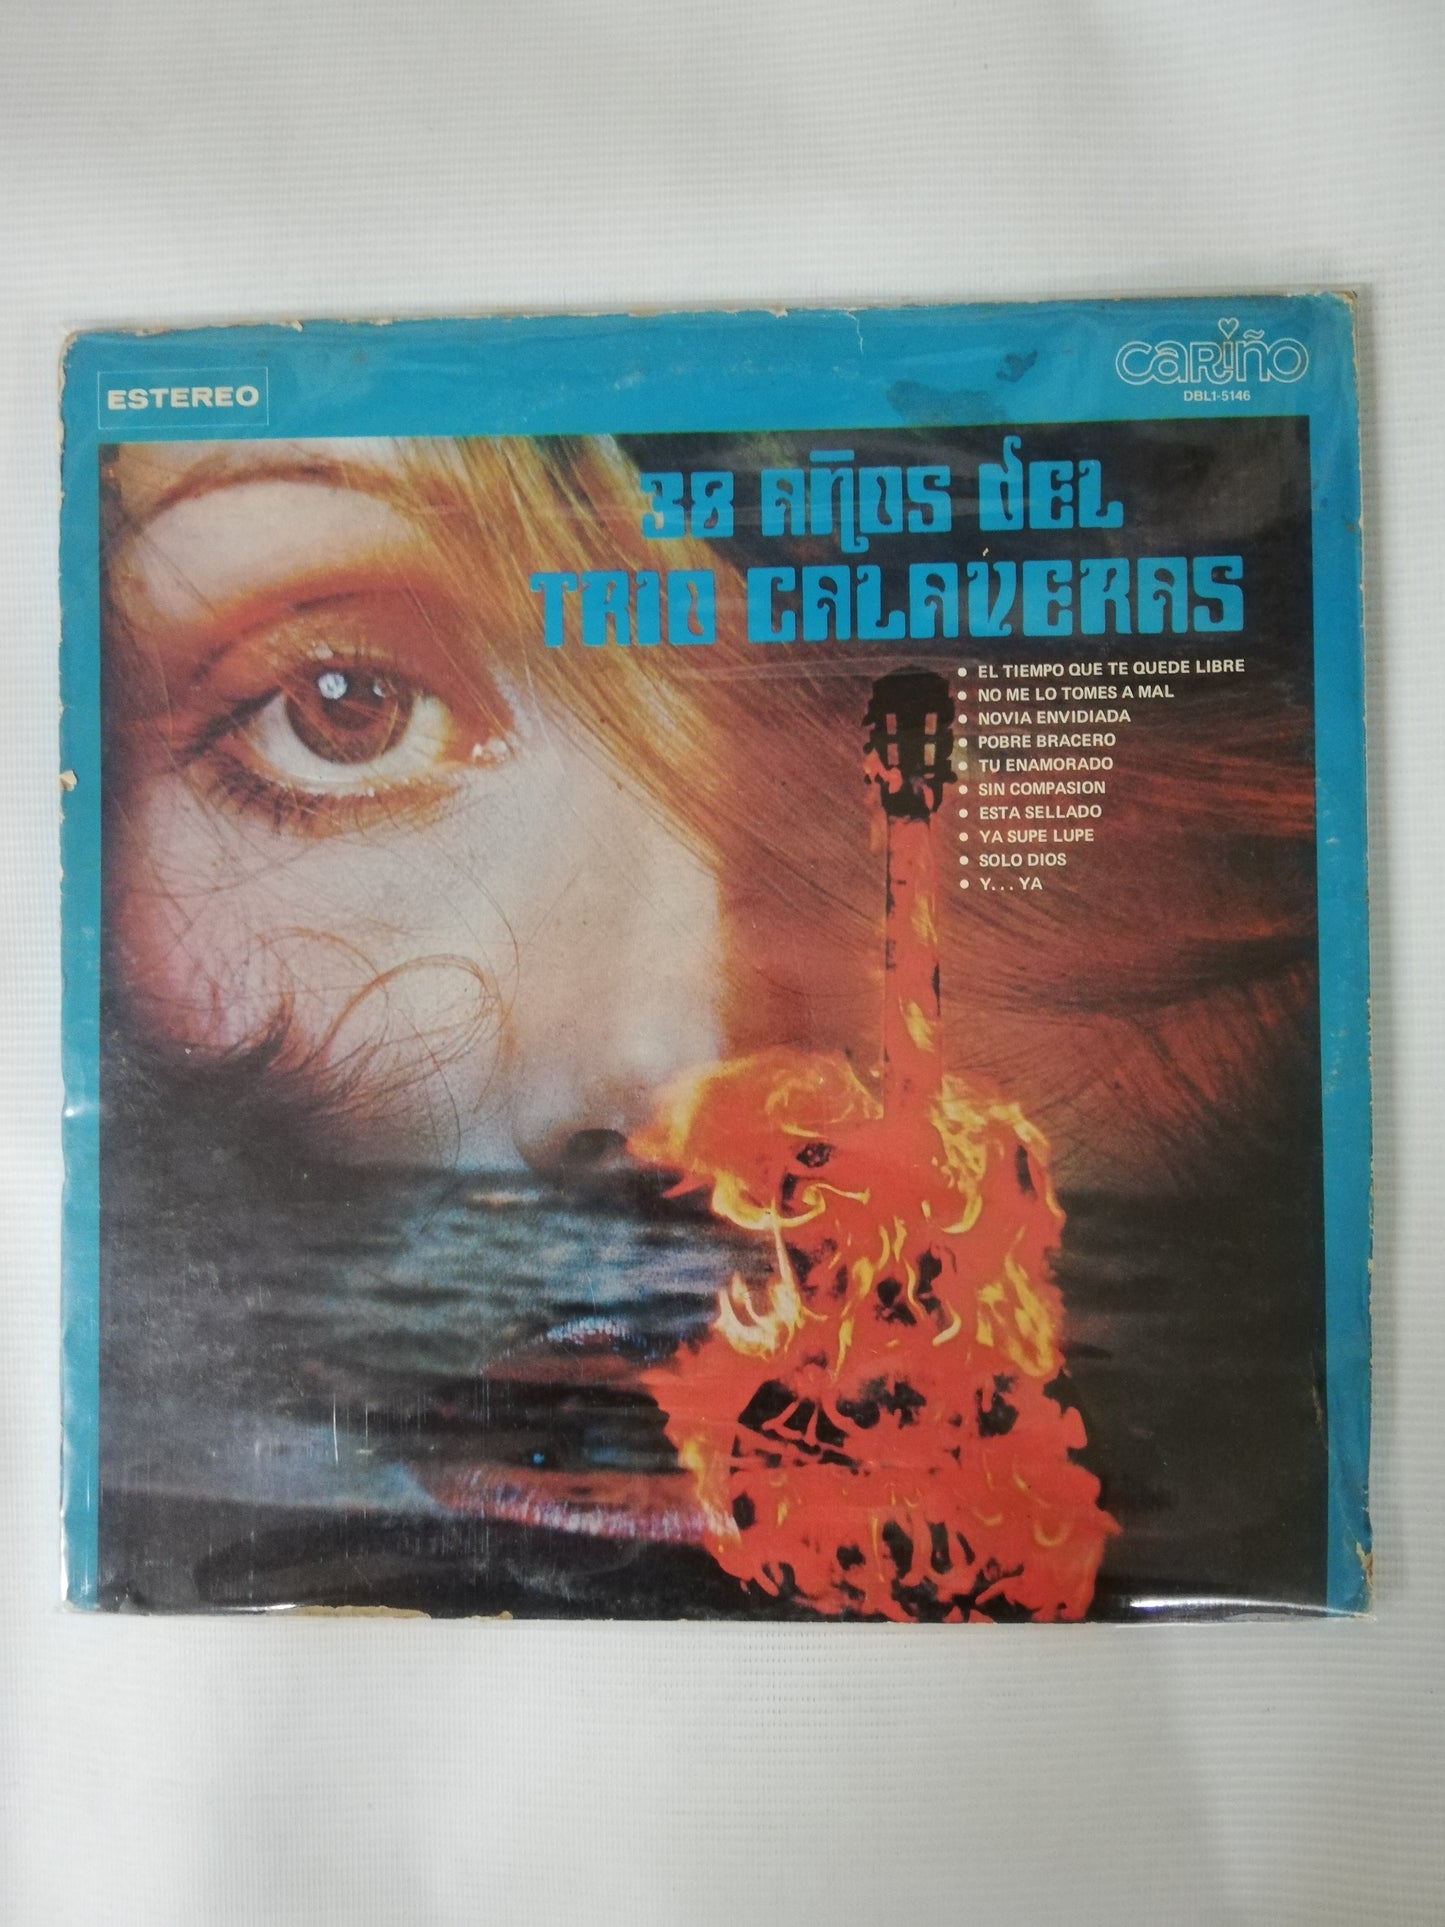 ESTEREO
cariño
DBL1-5146
38 AÑOS DEL
TRIO CALAVERAS
• EL TIEMPO QUE TE QUEDE LIBRE
• NO ME LO TOMES A MAL
• NOVIA ENVIDIADA
• POBRE BRACERO
• TU ENAMORADO
• SIN COMPASION
• ESTA SELLADO
• YA SUPE LUPE
• SOLO DIOS
• Y... YA